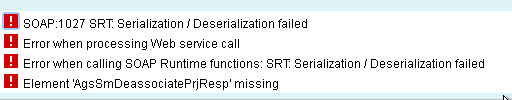 SOAP:1027 SRT: Serialization / Deserialization failed
Error when processing Web service call
Error when calling SOAP Runtime functions: SRT: Serialization / Deserialization failed
Element 'AgsSmDeassociatePrjResp' missing